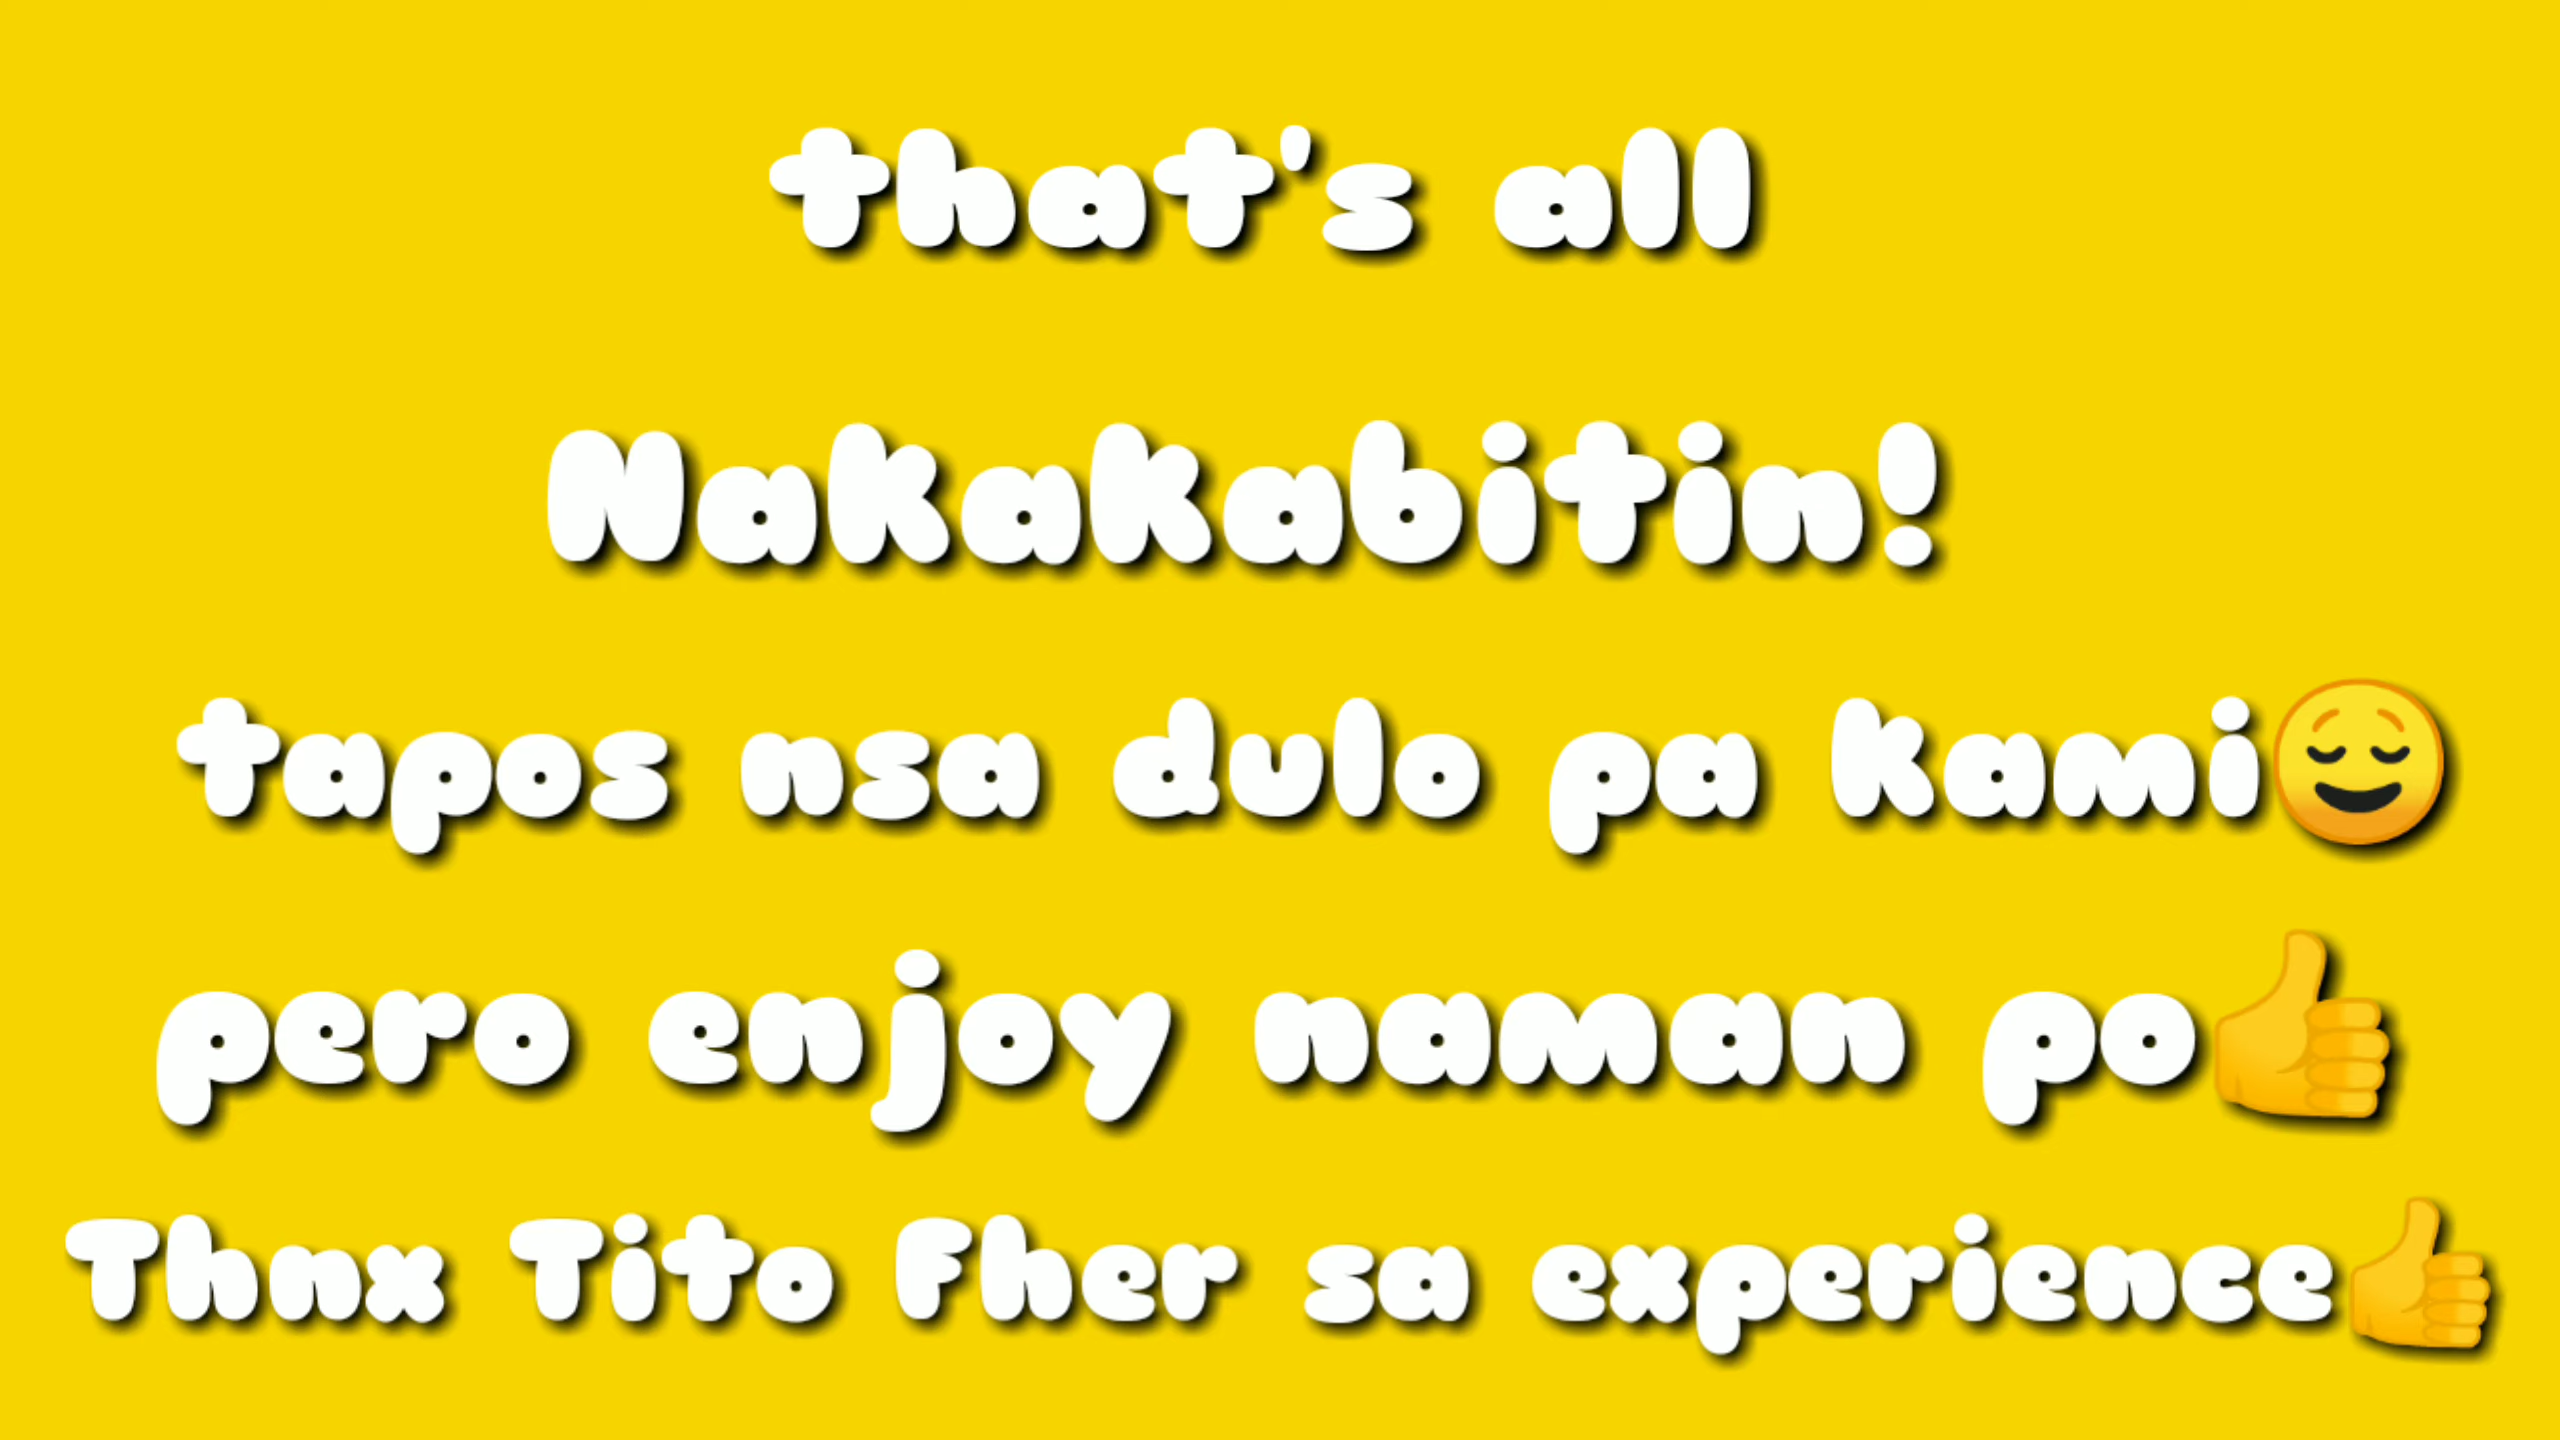 that's all
Nakakabitin!
tapos nsa dulo pa kami😌
pero enjoy naman po👍
Thnx Tito Fher sa experience👍